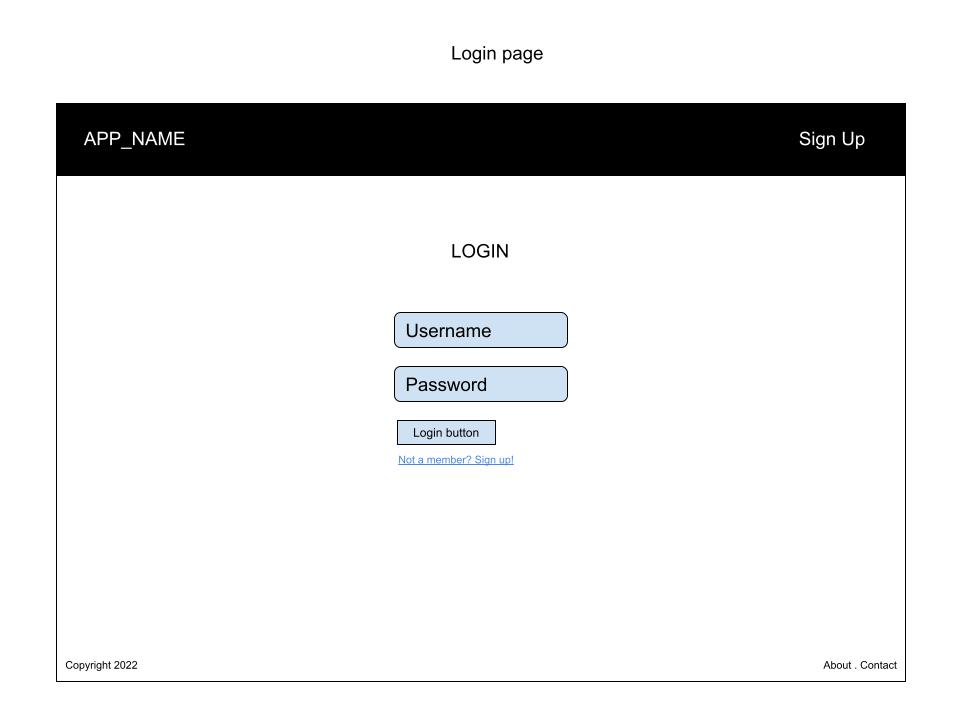 Login page
APP_NAME
Sign Up
LOGIN
Username
Password
Login button
Not a member? Sign up!
Copyright 2022
About . Contact